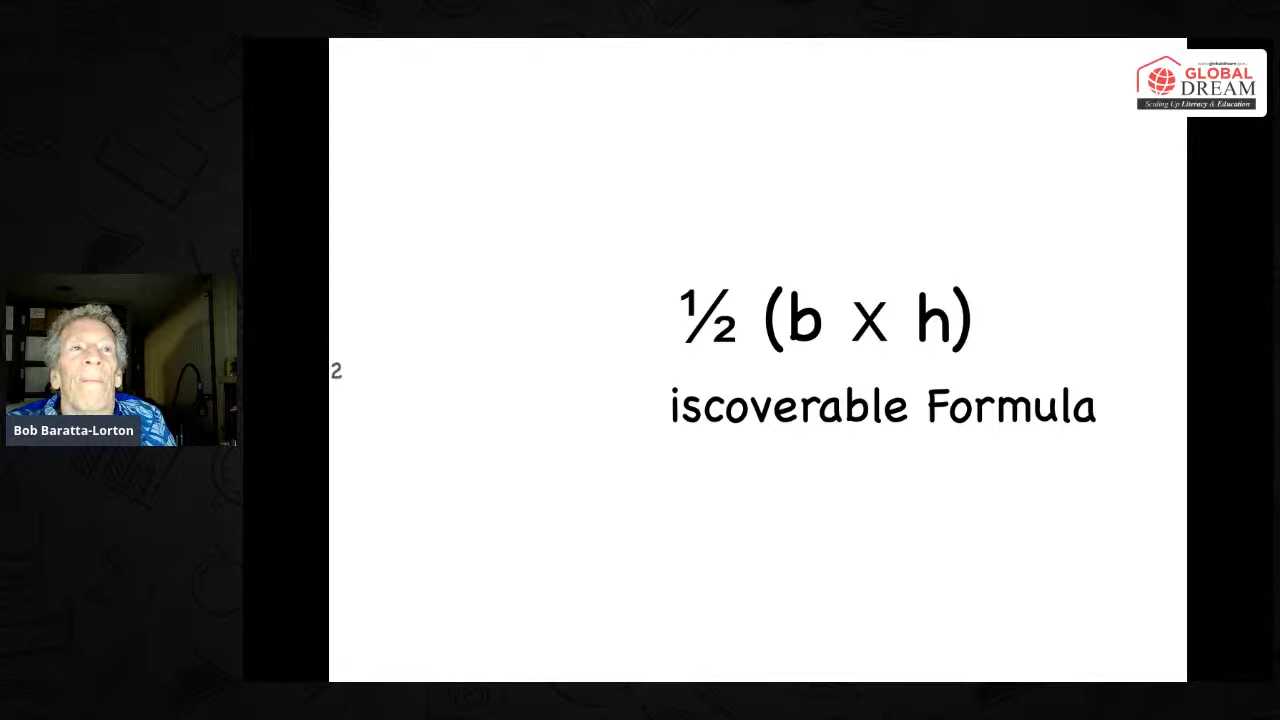 GLOBAL
DREAM
Scaling Up Literacy & Education
½ (b x h)
2
iscoverable Formula
Bob Baratta-Lorton